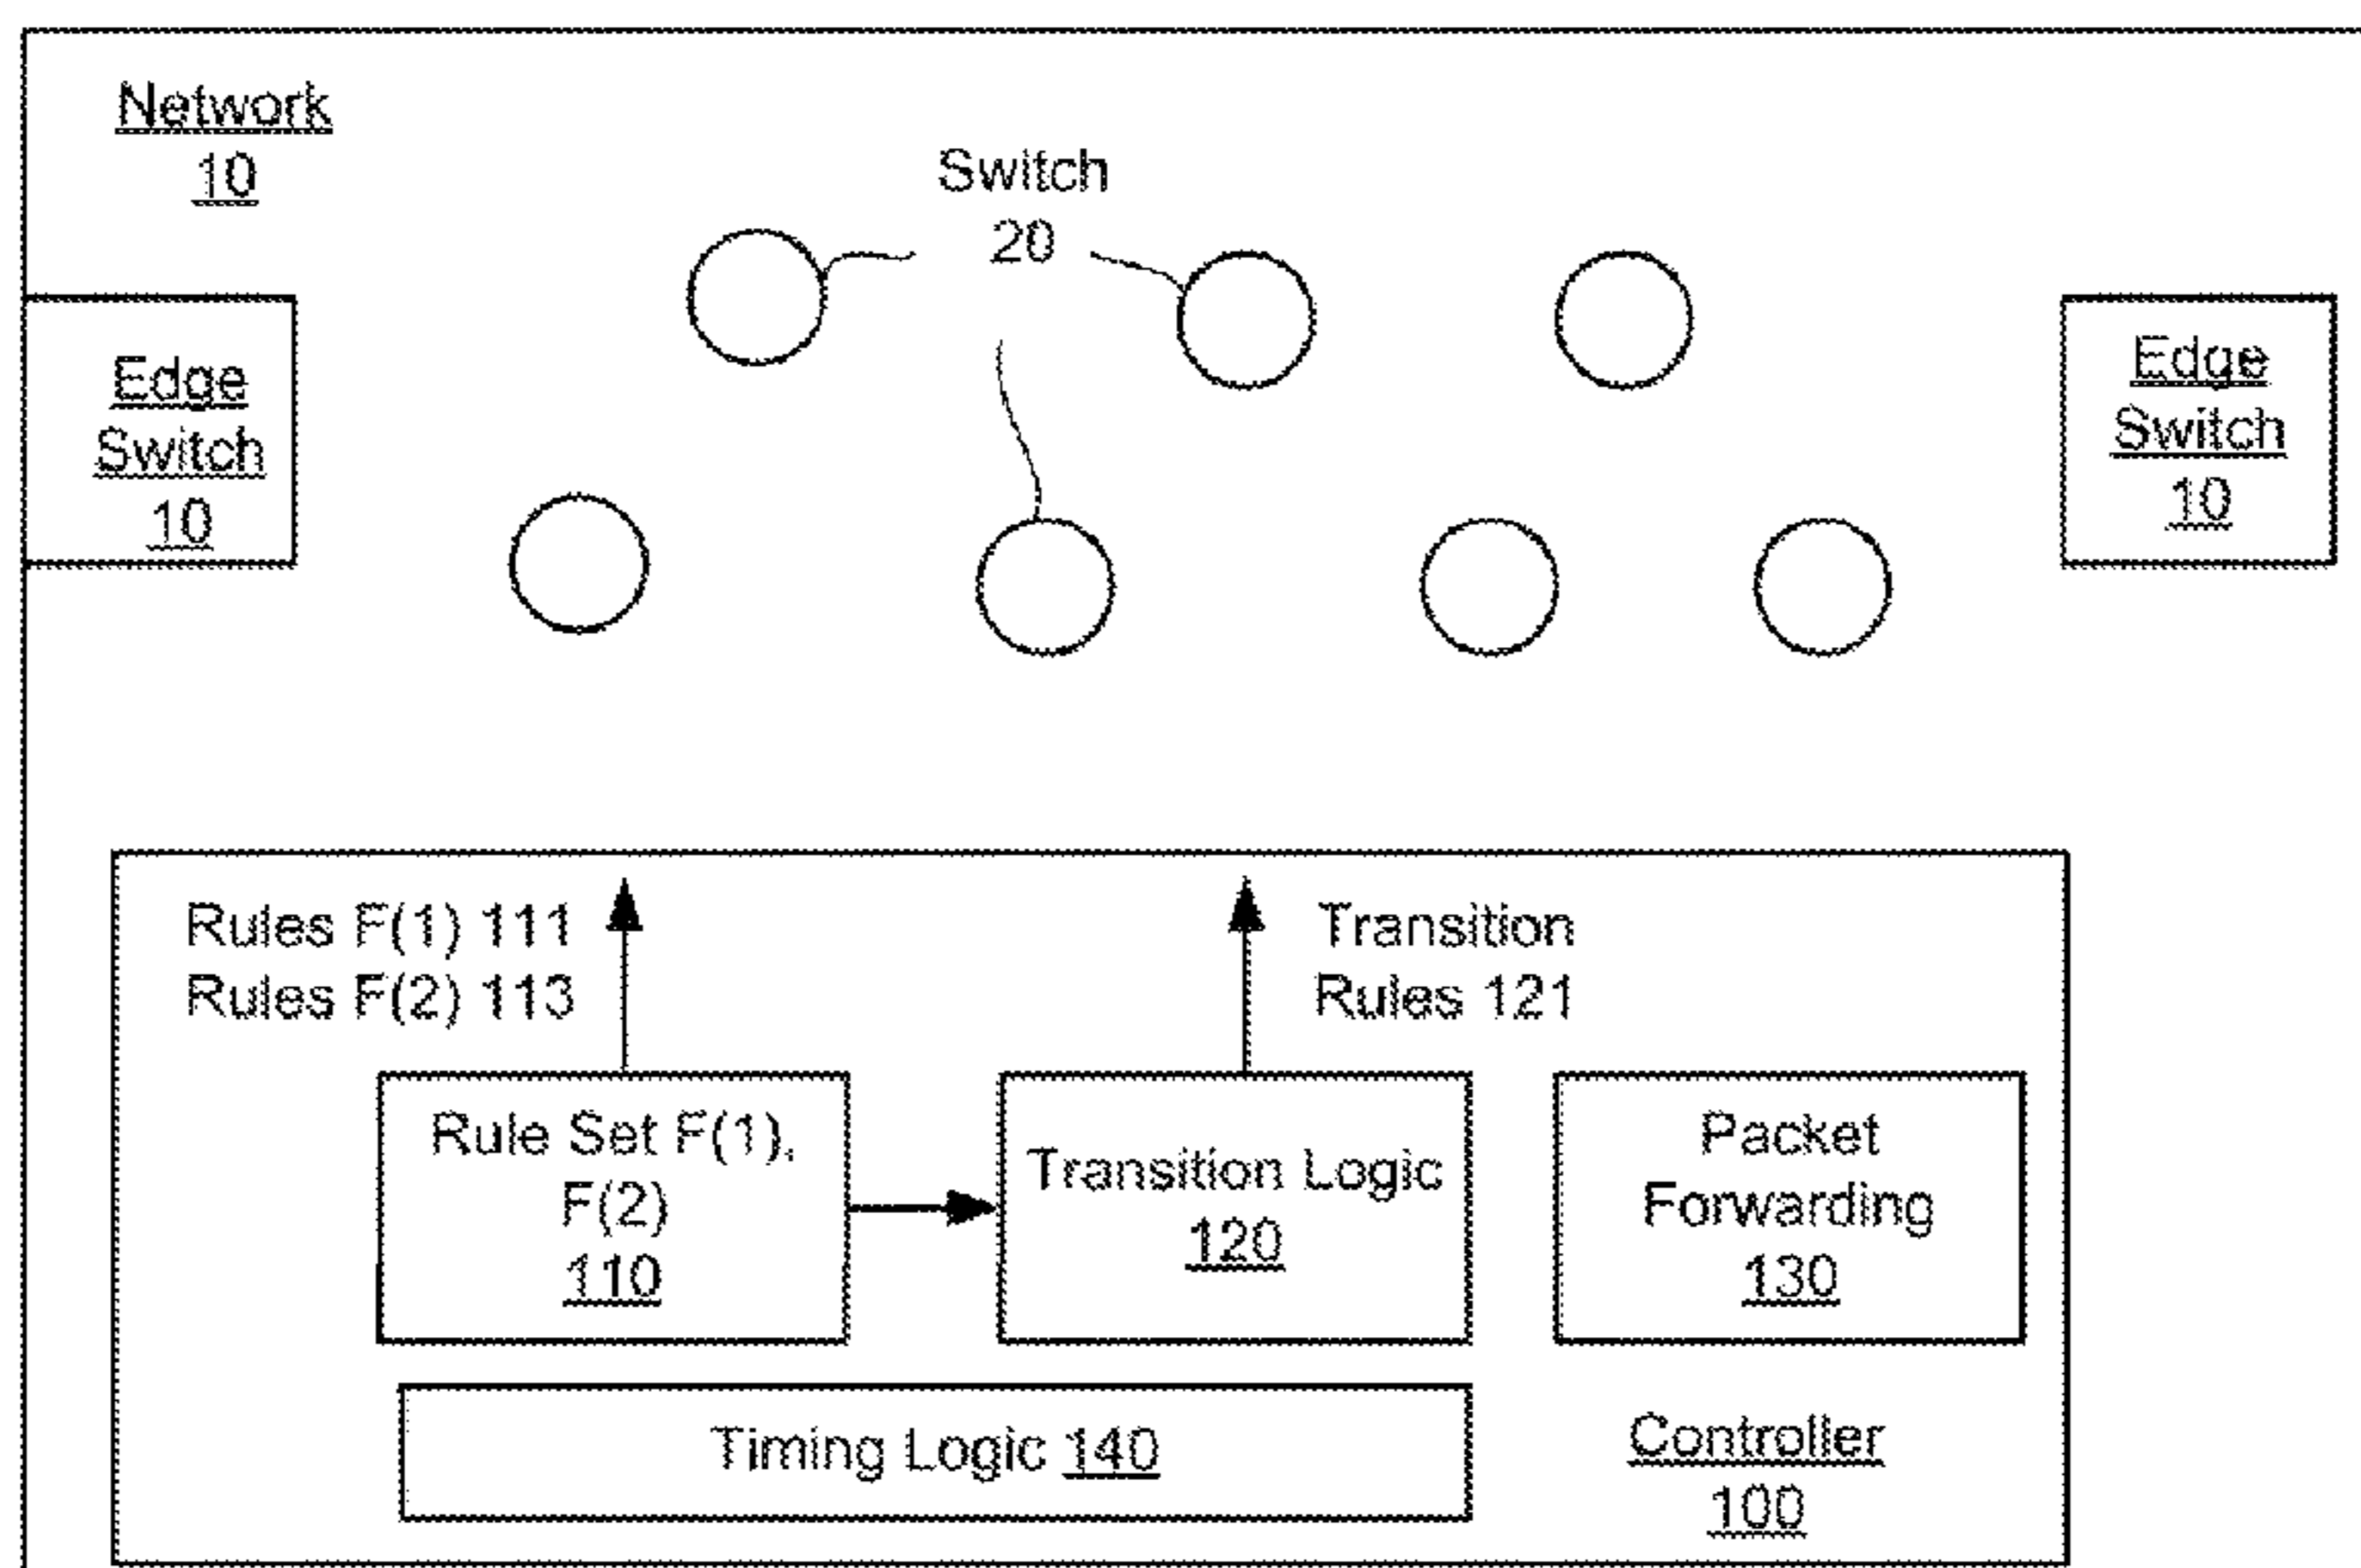 Network
10
Switch
20
Edge
Switch
10
Edge
Switch
10
Rules F(1) 111
Rules F(2) 113
Transition
Rules 121
Rule Set F(1),
F(2)
110
Transition Logic
120
Packet
Forwarding
130
Timing Logic 140
Controller
100